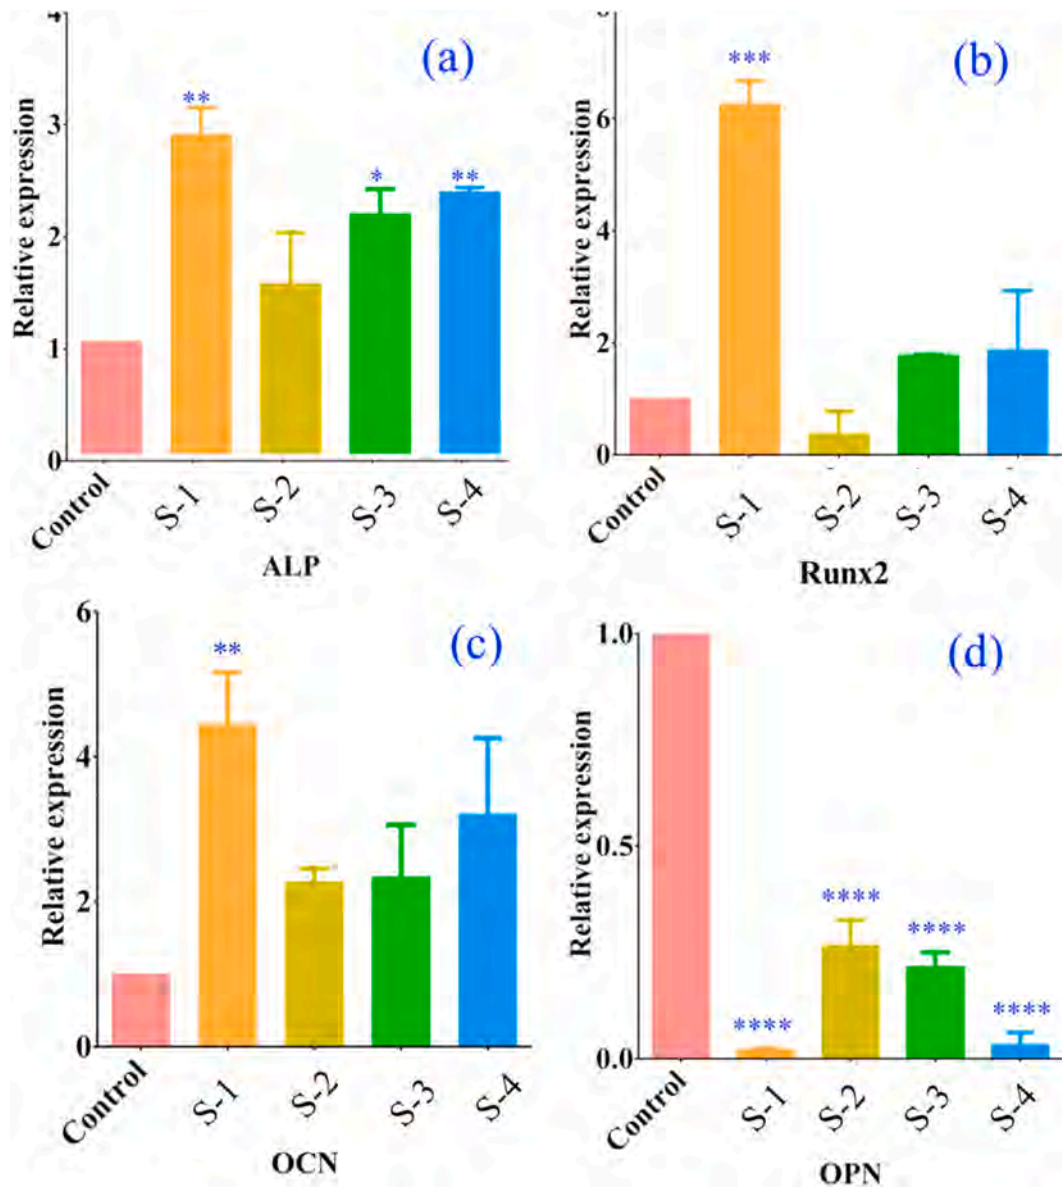 4
(a)
Relative expression
3
2
1
0
**
*
**
Control
S-1
S-2
S-3
S-4
ALP
(b)
Relative expression
6
4
2
0
***
Control
S-1
S-2
S-3
S-4
Runx2
6
(c)
Relative expression
4
2
0
**
Control
S-1
S-2
S-3
S-4
OCN
1.0
(d)
Relative expression
0.5
0.0
****
****
****
****
Control
S-1
S-2
S-3
S-4
OPN